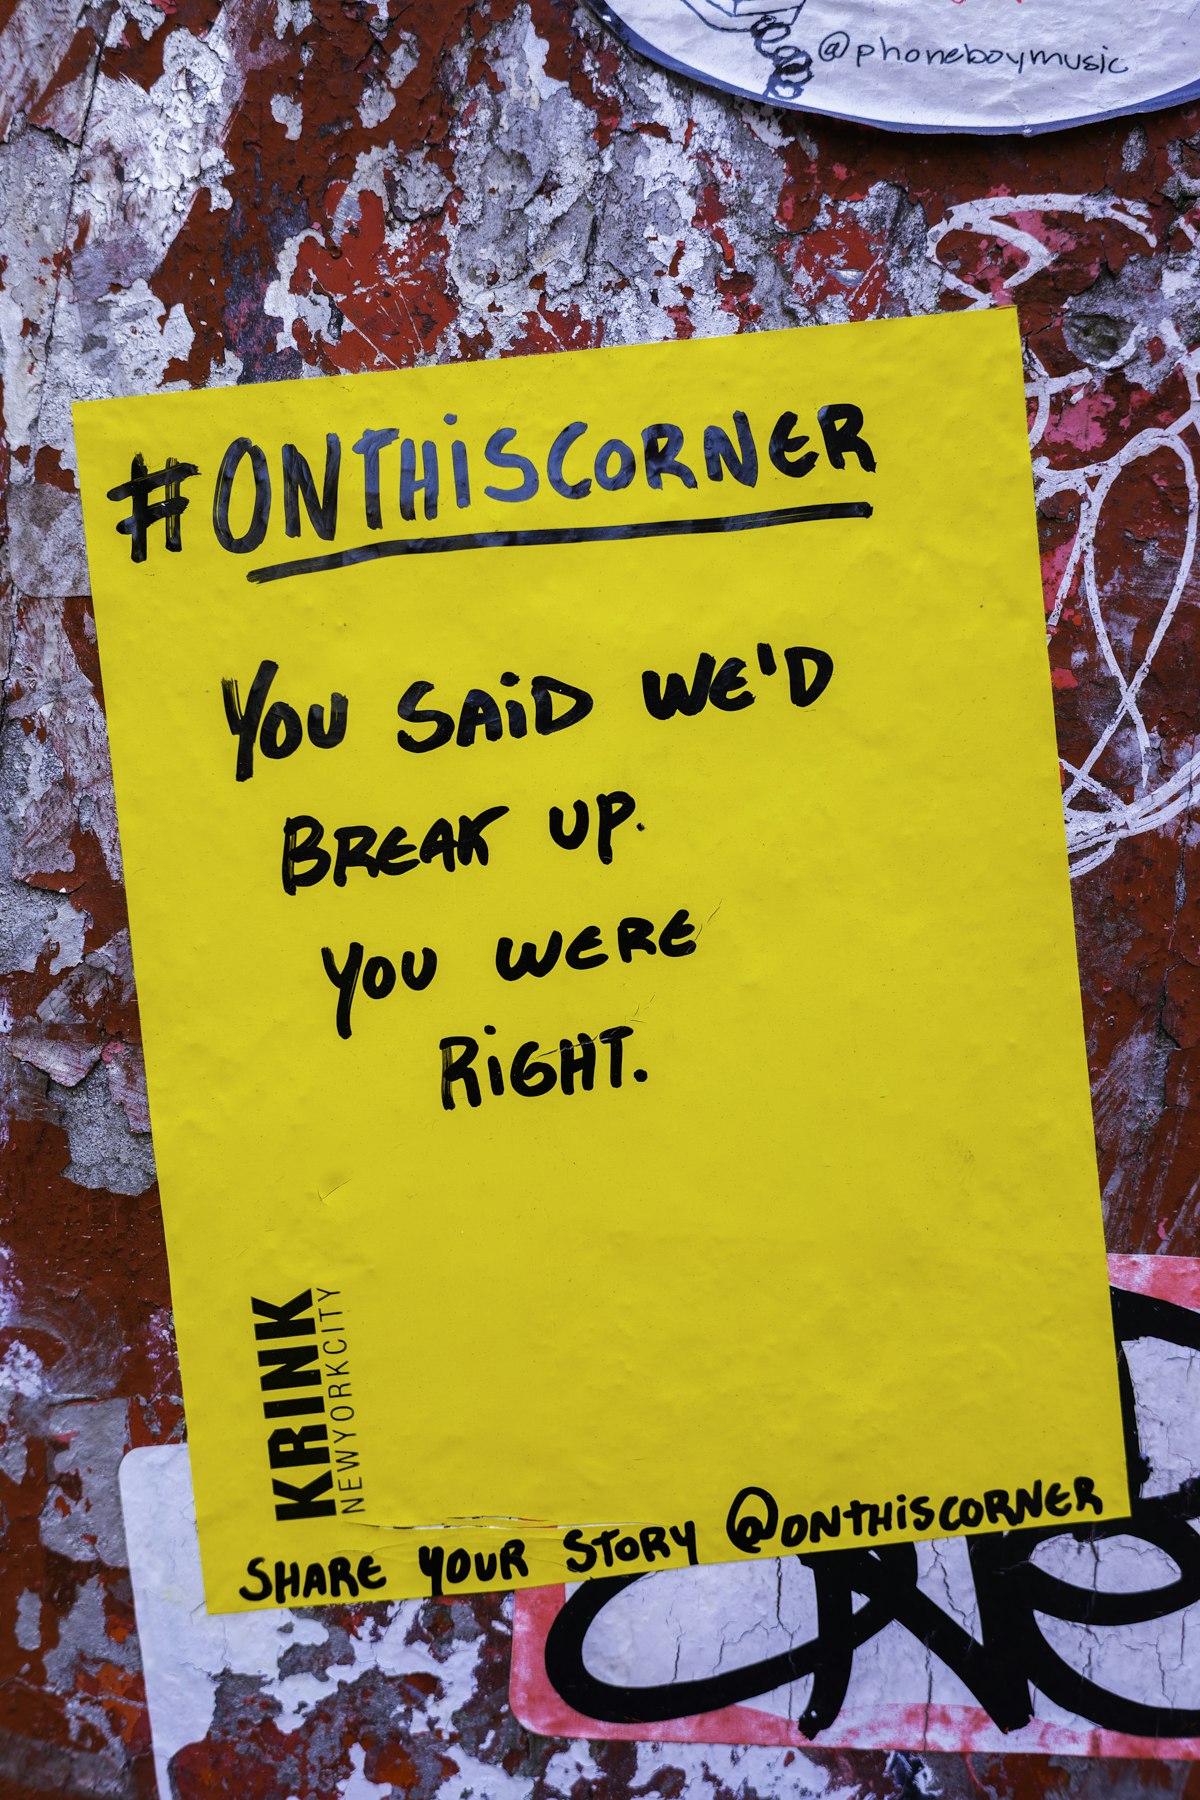 @phoneboymusic
#ONTHiSCORNER
YOU SAiD WE'D
BREAK UP.
YOU WERE
RiGHT.
KRINK
NEWYORKCITY
SHARE YOUR STORY @ONTHiSCORNER